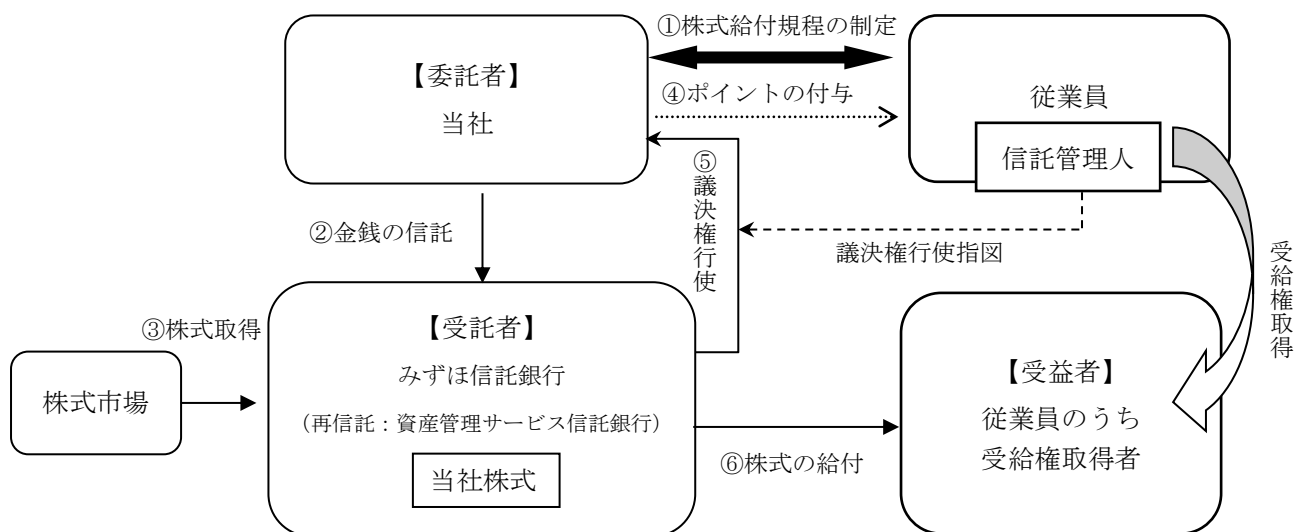 ①株式給付規程の制定
【委託者】
当社
④ポイントの付与
従業員
信託管理人
⑤議決権行使
②金銭の信託
議決権行使指図
受給権取得
③株式取得
【受託者】
みずほ信託銀行
（再信託：資産管理サービス信託銀行）
当社株式
株式市場
⑥株式の給付
【受益者】
従業員のうち
受給権取得者